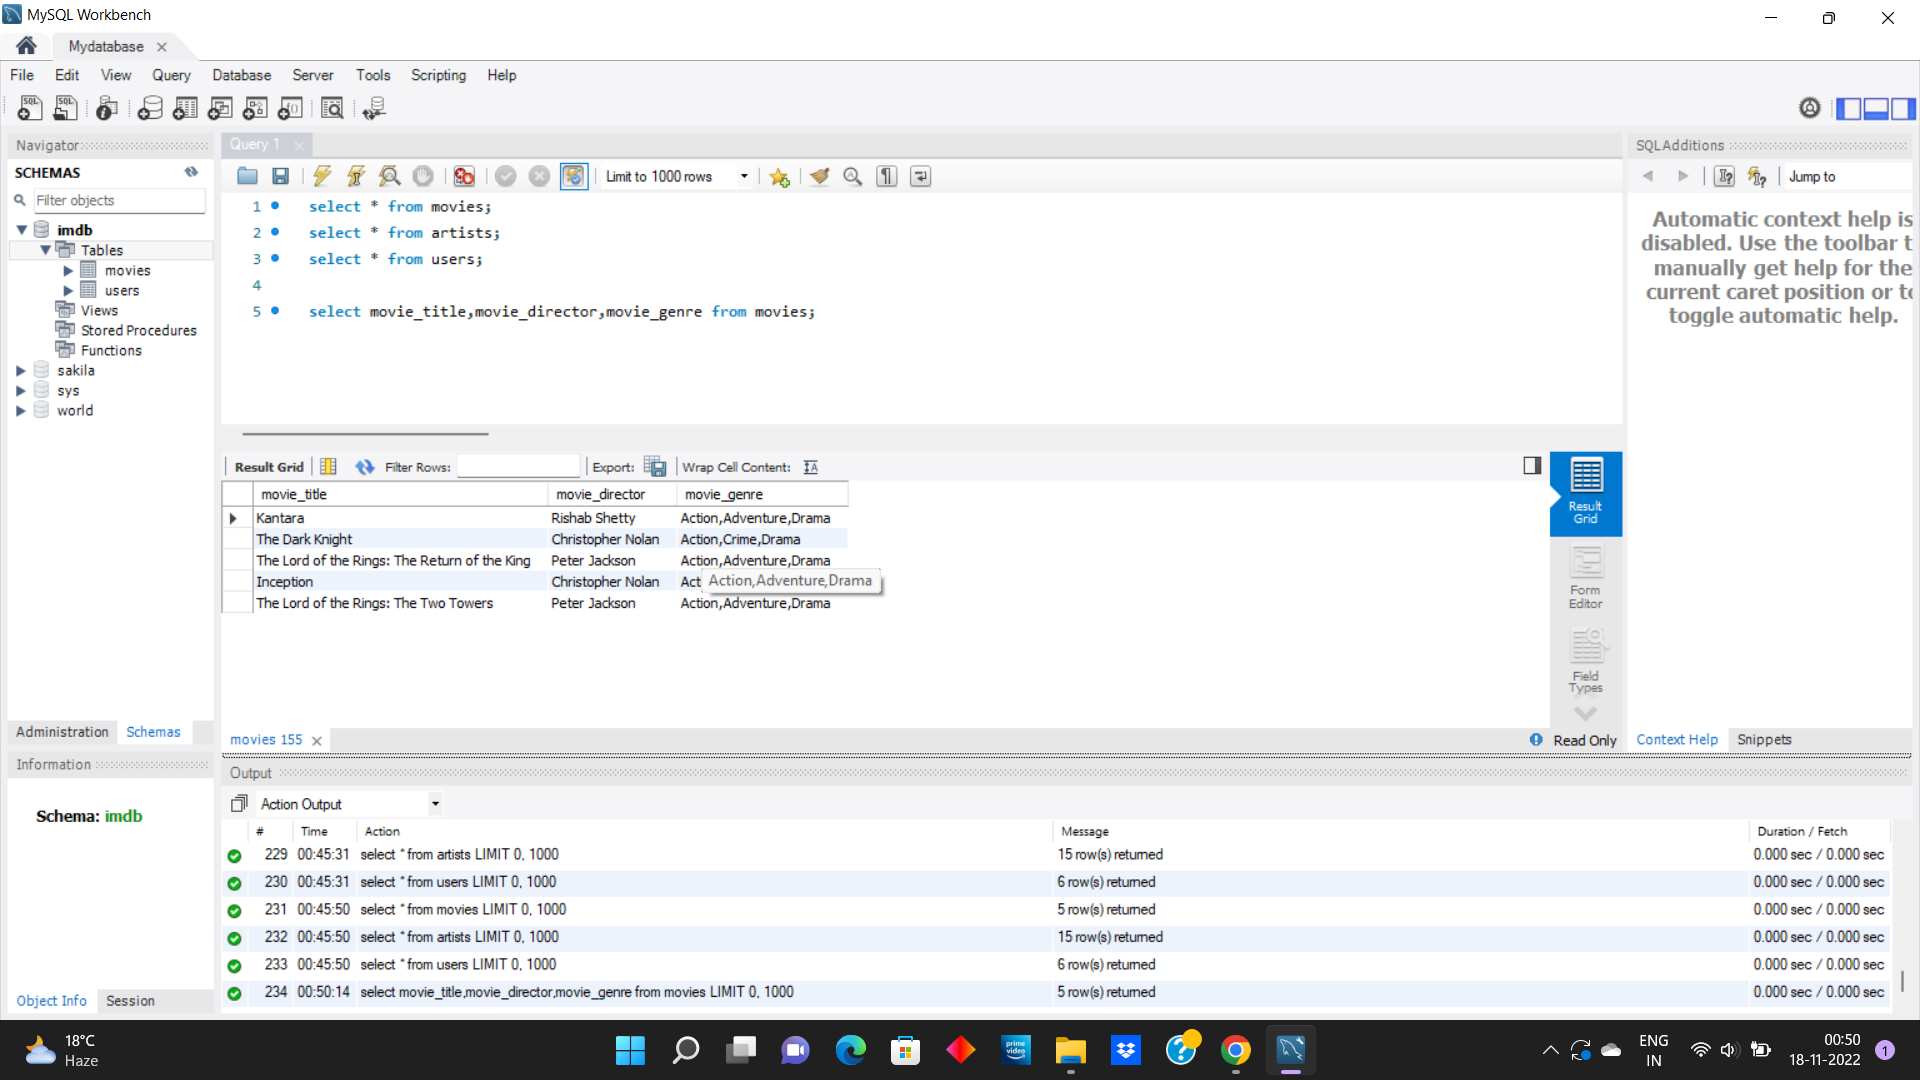 MySQL Workbench
Mydatabase
File Edit View Query Database Server Tools Scripting Help
Navigator
SCHEMAS
Filter objects
imdb
Tables
movies
users
Views
Stored Procedures
Functions
sakila
sys
world
Administration Schemas
Information
Schema: imdb
Object Info Session
Query 1
Limit to 1000 rows
1 select * from movies;
2 select * from artists;
3 select * from users;
4
5 select movie_title,movie_director,movie_genre from movies;
Result Grid Filter Rows: Export: Wrap Cell Content:
movie_title movie_director movie_genre
Kantara Rishab Shetty Action,Adventure,Drama
The Dark Knight Christopher Nolan Action,Crime,Drama
The Lord of the Rings: The Return of the King Peter Jackson Action,Adventure,Drama
Inception Christopher Nolan Act
Action,Adventure,Drama
The Lord of the Rings: The Two Towers Peter Jackson Action,Adventure,Drama
Result
Grid
Form
Editor
Field
Types
movies 155
Read Only
SQLAdditions
Jump to
Automatic context help is
disabled. Use the toolbar t
manually get help for the
current caret position or to
toggle automatic help.
Context Help Snippets
Output
Action Output
# Time Action Message Duration / Fetch
229 00:45:31 select * from artists LIMIT 0, 1000 15 row(s) returned 0.000 sec / 0.000 sec
230 00:45:31 select * from users LIMIT 0, 1000 6 row(s) returned 0.000 sec / 0.000 sec
231 00:45:50 select * from movies LIMIT 0, 1000 5 row(s) returned 0.000 sec / 0.000 sec
232 00:45:50 select * from artists LIMIT 0, 1000 15 row(s) returned 0.000 sec / 0.000 sec
233 00:45:50 select * from users LIMIT 0, 1000 6 row(s) returned 0.000 sec / 0.000 sec
234 00:50:14 select movie_title,movie_director,movie_genre from movies LIMIT 0, 1000 5 row(s) returned 0.000 sec / 0.000 sec
18°C
Haze
prime
video
ENG
IN
00:50
18-11-2022
1